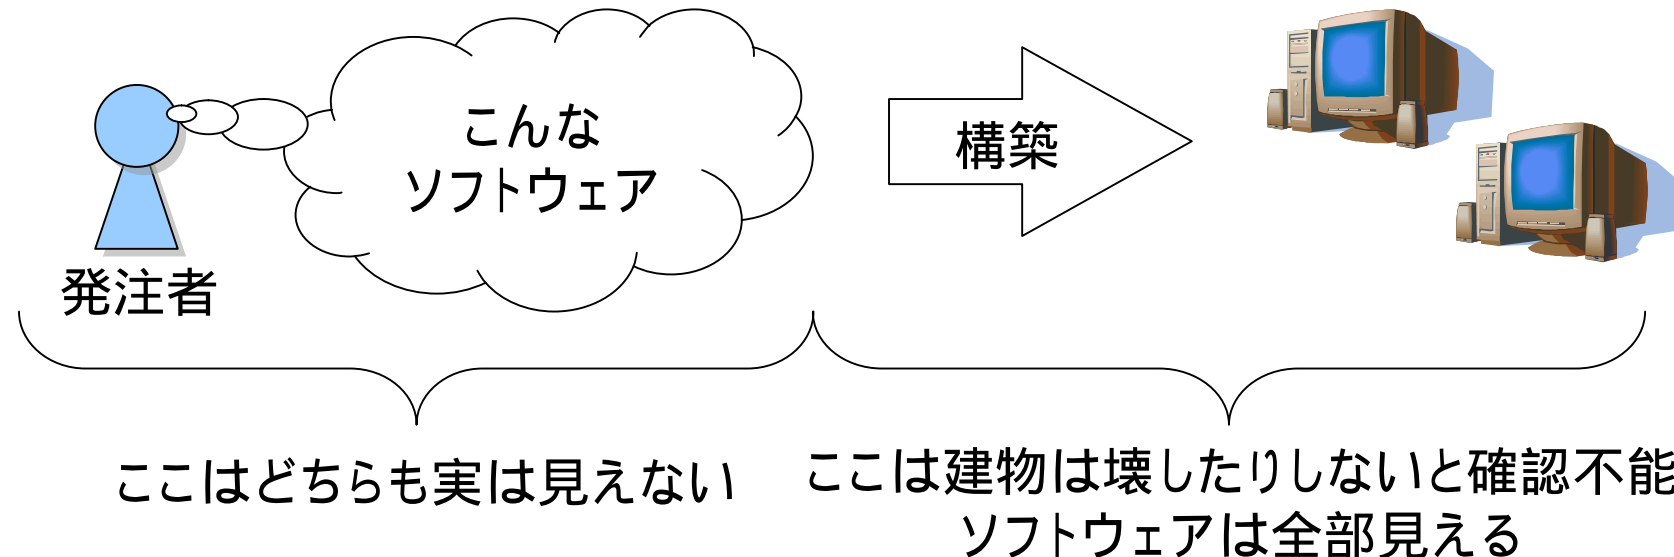 こんな
ソフトウェア
構築
発注者
ここはどちらも実は見えない
ここは建物は壊したりしないと確認不能
ソフトウェアは全部見える